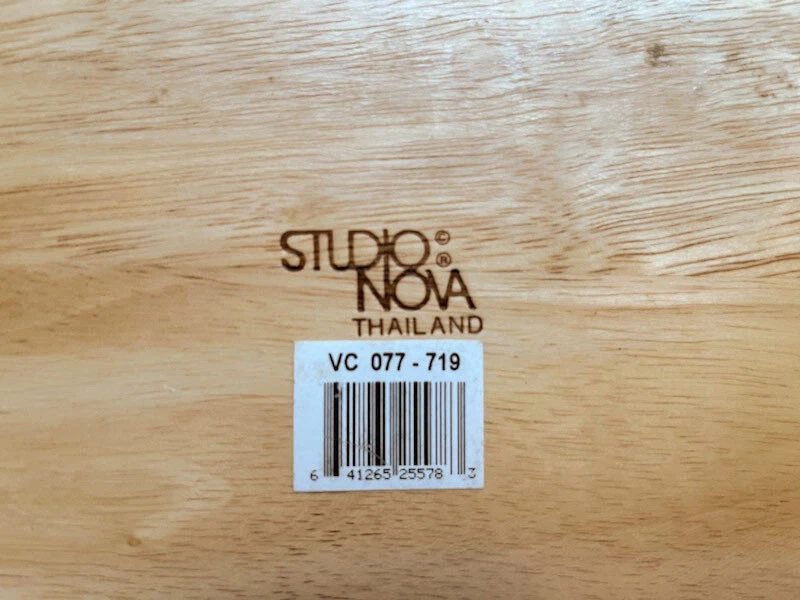 STUDIO ©
NOVA ®
THAILAND
VC 077 - 719
6 41265 25578 3